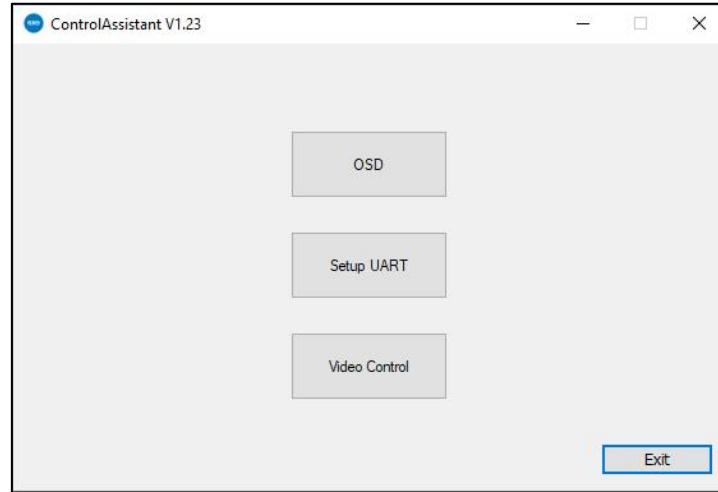 ControlAssistant V1.23
OSD
Setup UART
Video Control
Exit